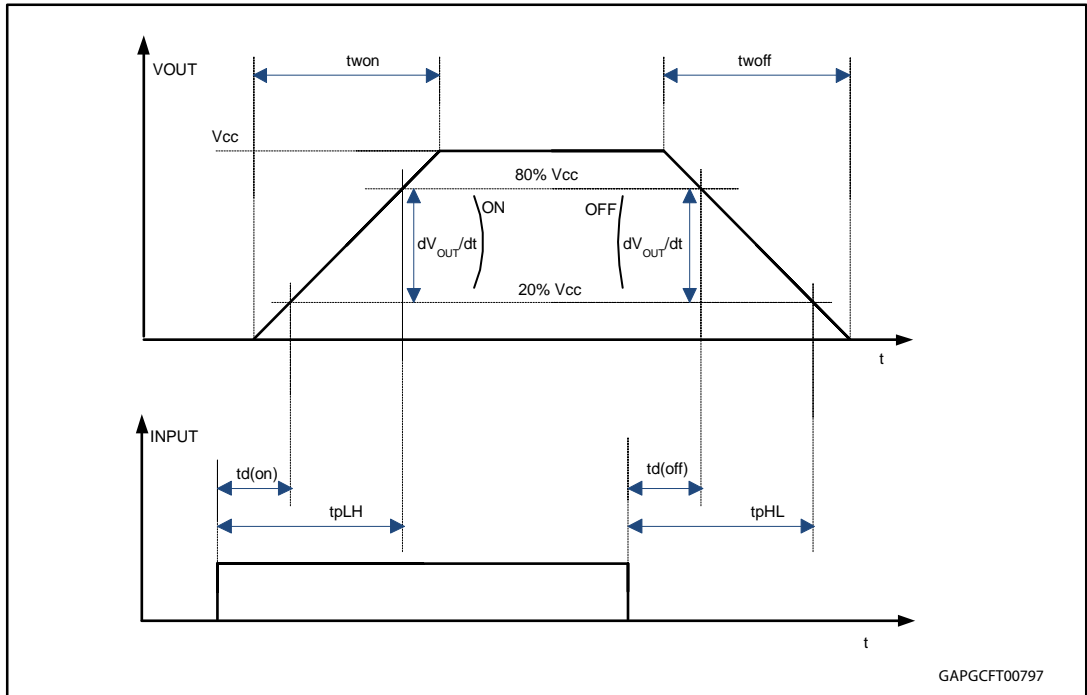 VOUT
twon
twoff
Vcc
80% Vcc
ON
OFF
dVOUT/dt
dVOUT/dt
20% Vcc
t
INPUT
td(on)
td(off)
tpLH
tpHL
t
GAPGCFT00797